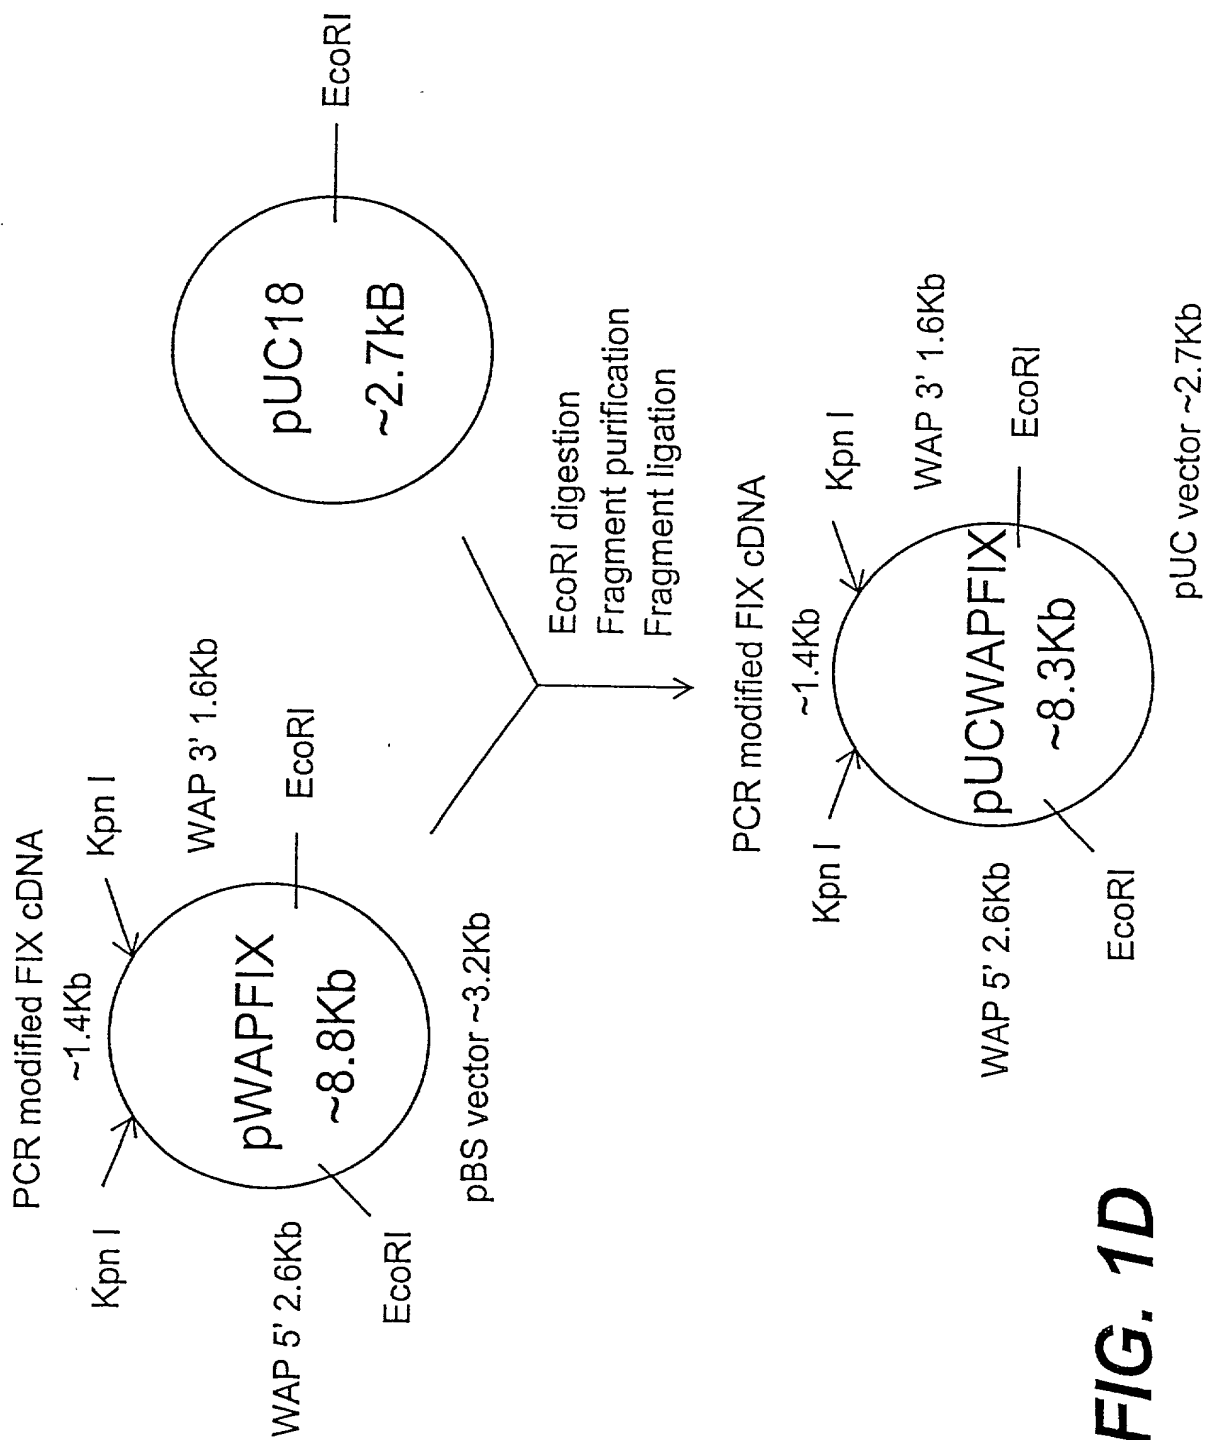 PCR modified FIX cDNA
~1.4Kb
Kpn I
Kpn I
WAP 5' 2.6Kb
WAP 3' 1.6Kb
pWAPFIX
~8.8Kb
EcoRI
EcoRI
pBS vector ~3.2Kb
pUC18
~2.7kB
EcoRI
EcoRI digestion
Fragment purification
Fragment ligation
PCR modified FIX cDNA
~1.4Kb
Kpn I
Kpn I
WAP 5' 2.6Kb
WAP 3' 1.6Kb
pUCWAPFIX
~8.3Kb
EcoRI
EcoRI
pUC vector ~2.7Kb
FIG. 1D